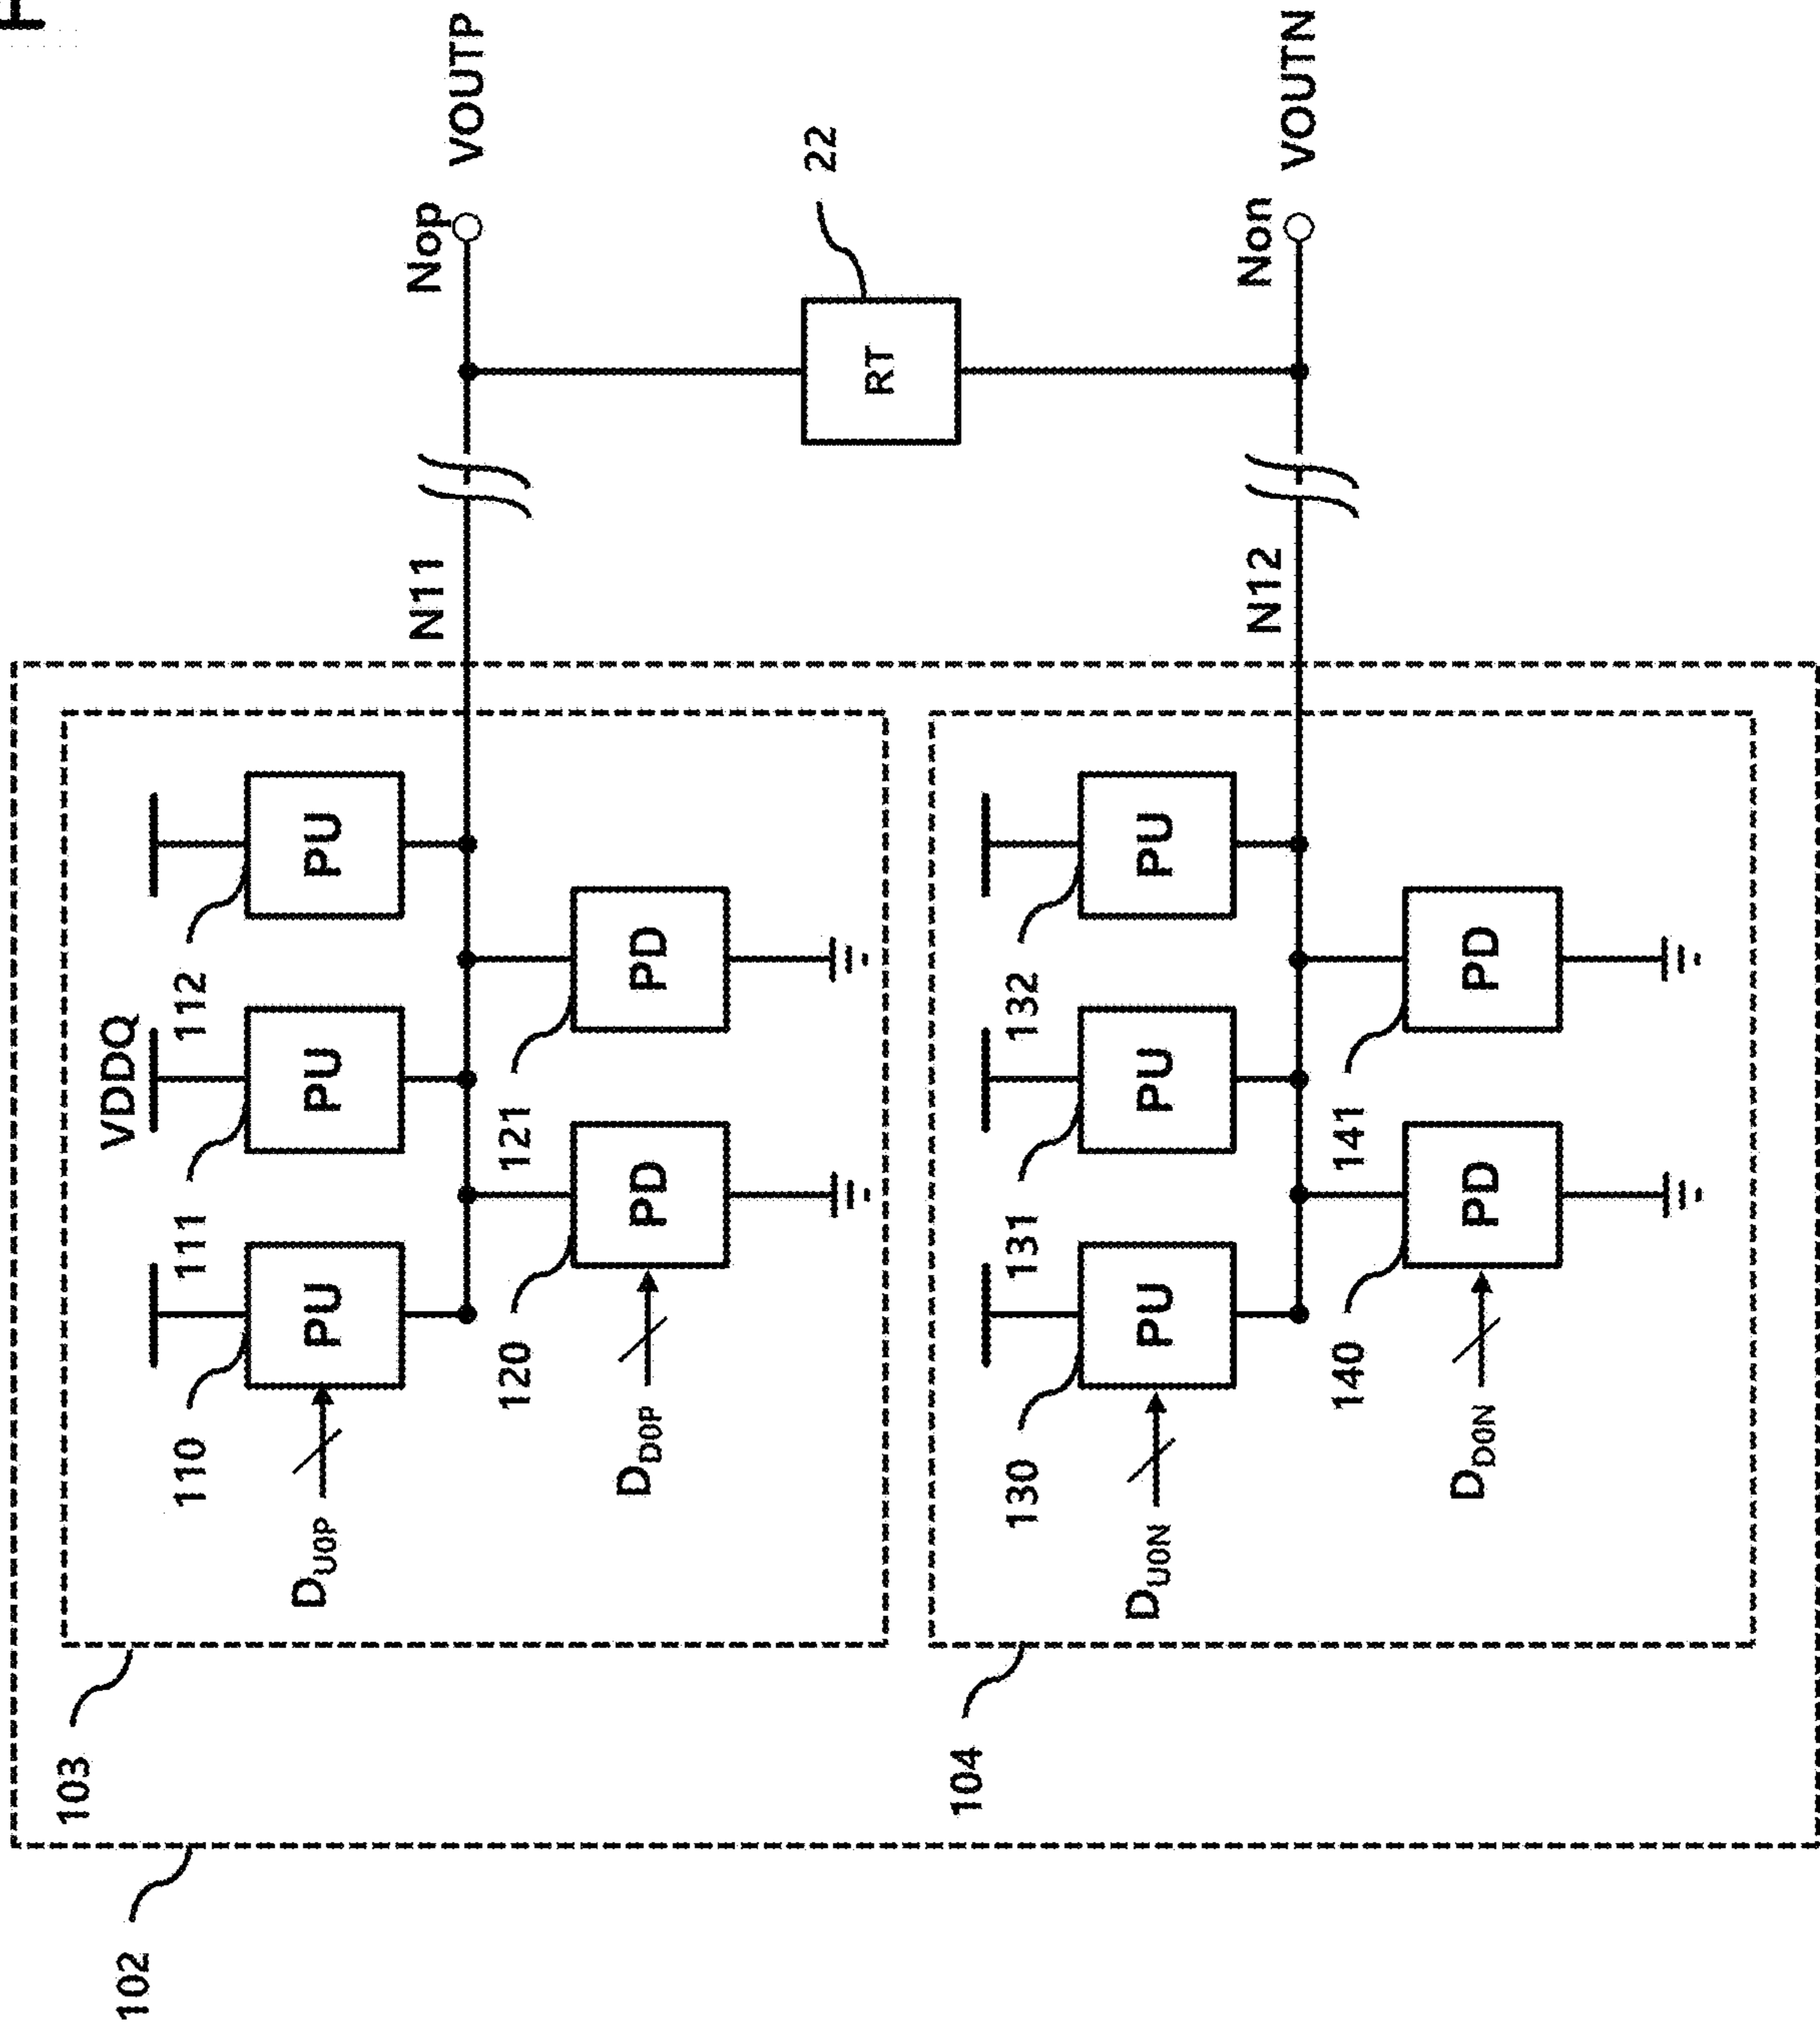 103
VDDQ
102
110 111 112
DU0P PU PU PU
N11 Nop
VOUTP
120 121
DD0P PD PD
22
RT
104
130 131 132
DU0N PU PU PU
N12 Non
VOUTN
140 141
DD0N PD PD